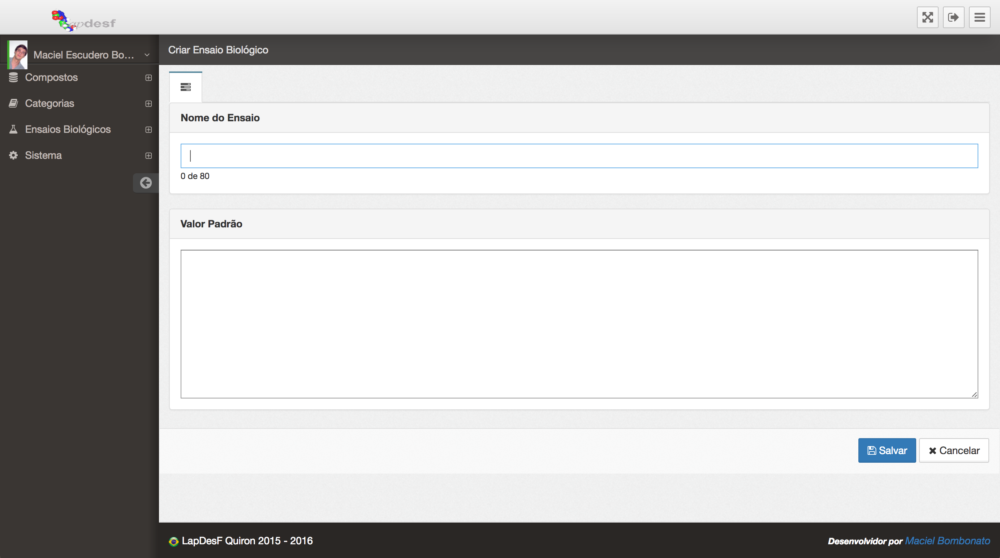 Lapdesf
Maciel Escudero Bo...
Criar Ensaio Biológico
Compostos
Categorias
Ensaios Biológicos
Sistema
Nome do Ensaio
0 de 80
Valor Padrão
Salvar
Cancelar
LapDesF Quiron 2015 - 2016
Desenvolvidor por Maciel Bombonato